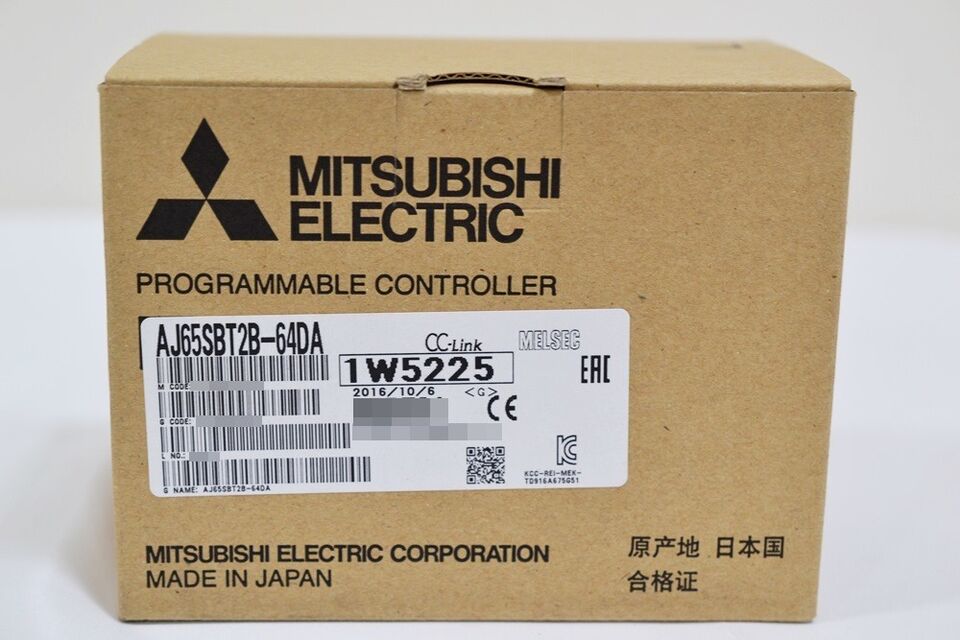 MITSUBISHI
ELECTRIC
PROGRAMMABLE CONTROLLER
AJ65SBT2B-64DA
CC-Link MELSEC
1W5225
EAC
M CODE:
2016/10/6 <G>
CE
G CODE:
L NO.:
KCC-REI-MEK-
TD916A675G51
G NAME: AJ65SBT2B-64DA
MITSUBISHI ELECTRIC CORPORATION
MADE IN JAPAN
原产地 日本国
合格证